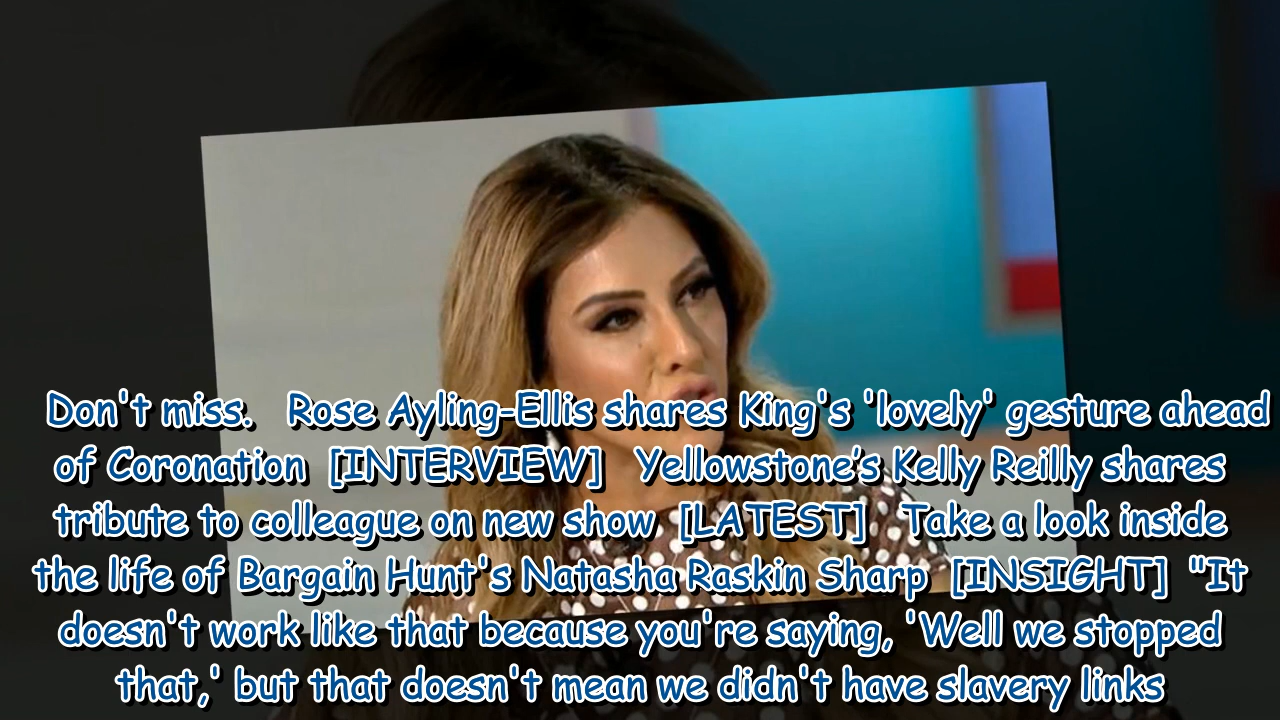 Don't miss.   Rose Ayling-Ellis shares King's 'lovely' gesture ahead
of Coronation  [INTERVIEW]   Yellowstone’s Kelly Reilly shares
tribute to colleague on new show  [LATEST]   Take a look inside
the life of Bargain Hunt's Natasha Raskin Sharp  [INSIGHT]  "It
doesn't work like that because you're saying, 'Well we stopped
that,' but that doesn't mean we didn't have slavery links